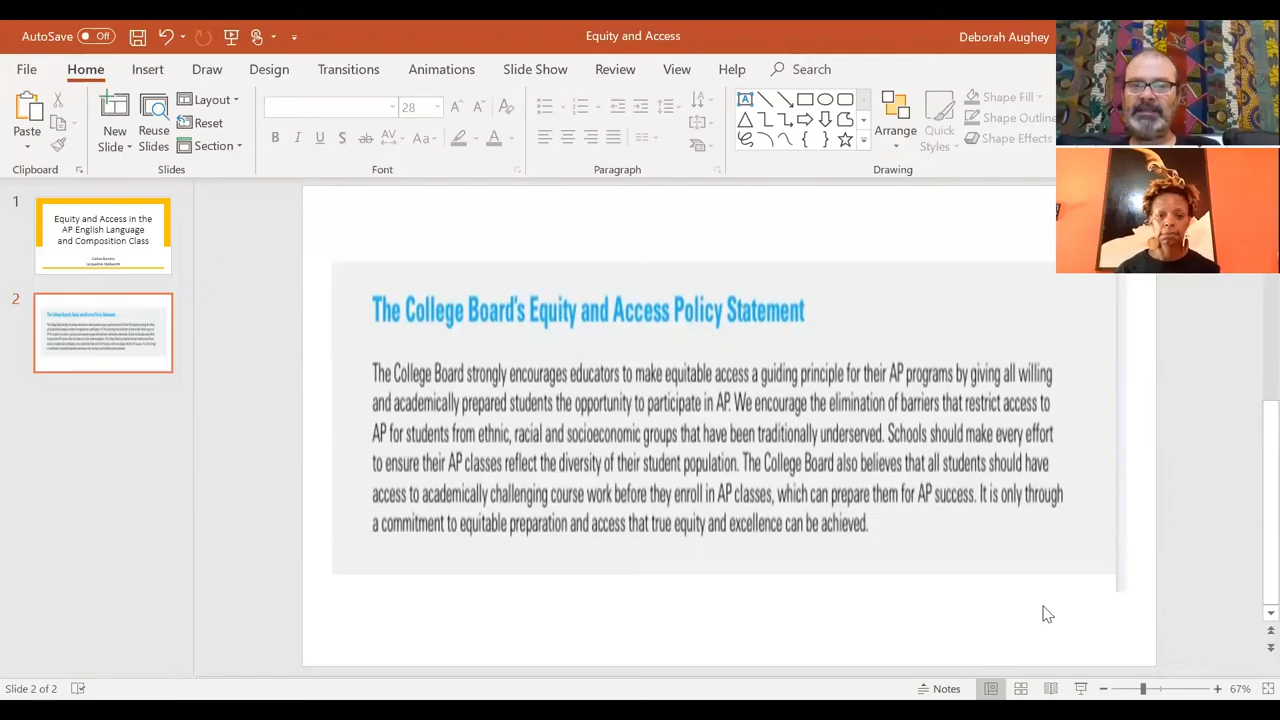 AutoSave Off
Equity and Access
Deborah Aughey
File Home Insert Draw Design Transitions Animations Slide Show Review View Help Search
Paste
Clipboard
New Slide
Reuse Slides
Layout
Reset
Section
Slides
28
Font
Paragraph
Arrange
Quick Styles
Shape Fill
Shape Outline
Shape Effects
Drawing
1
Equity and Access in the
AP English Language
and Composition Class
2
The College Board's Equity and Access Policy Statement
The College Board strongly encourages educators to make equitable access a guiding principle for their AP programs by giving all willing
and academically prepared students the opportunity to participate in AP. We encourage the elimination of barriers that restrict access to
AP for students from ethnic, racial and socioeconomic groups that have been traditionally underserved. Schools should make every effort
to ensure their AP classes reflect the diversity of their student population. The College Board also believes that all students should have
access to academically challenging course work before they enroll in AP classes, which can prepare them for AP success. It is only through
a commitment to equitable preparation and access that true equity and excellence can be achieved.
Slide 2 of 2
Notes
67%